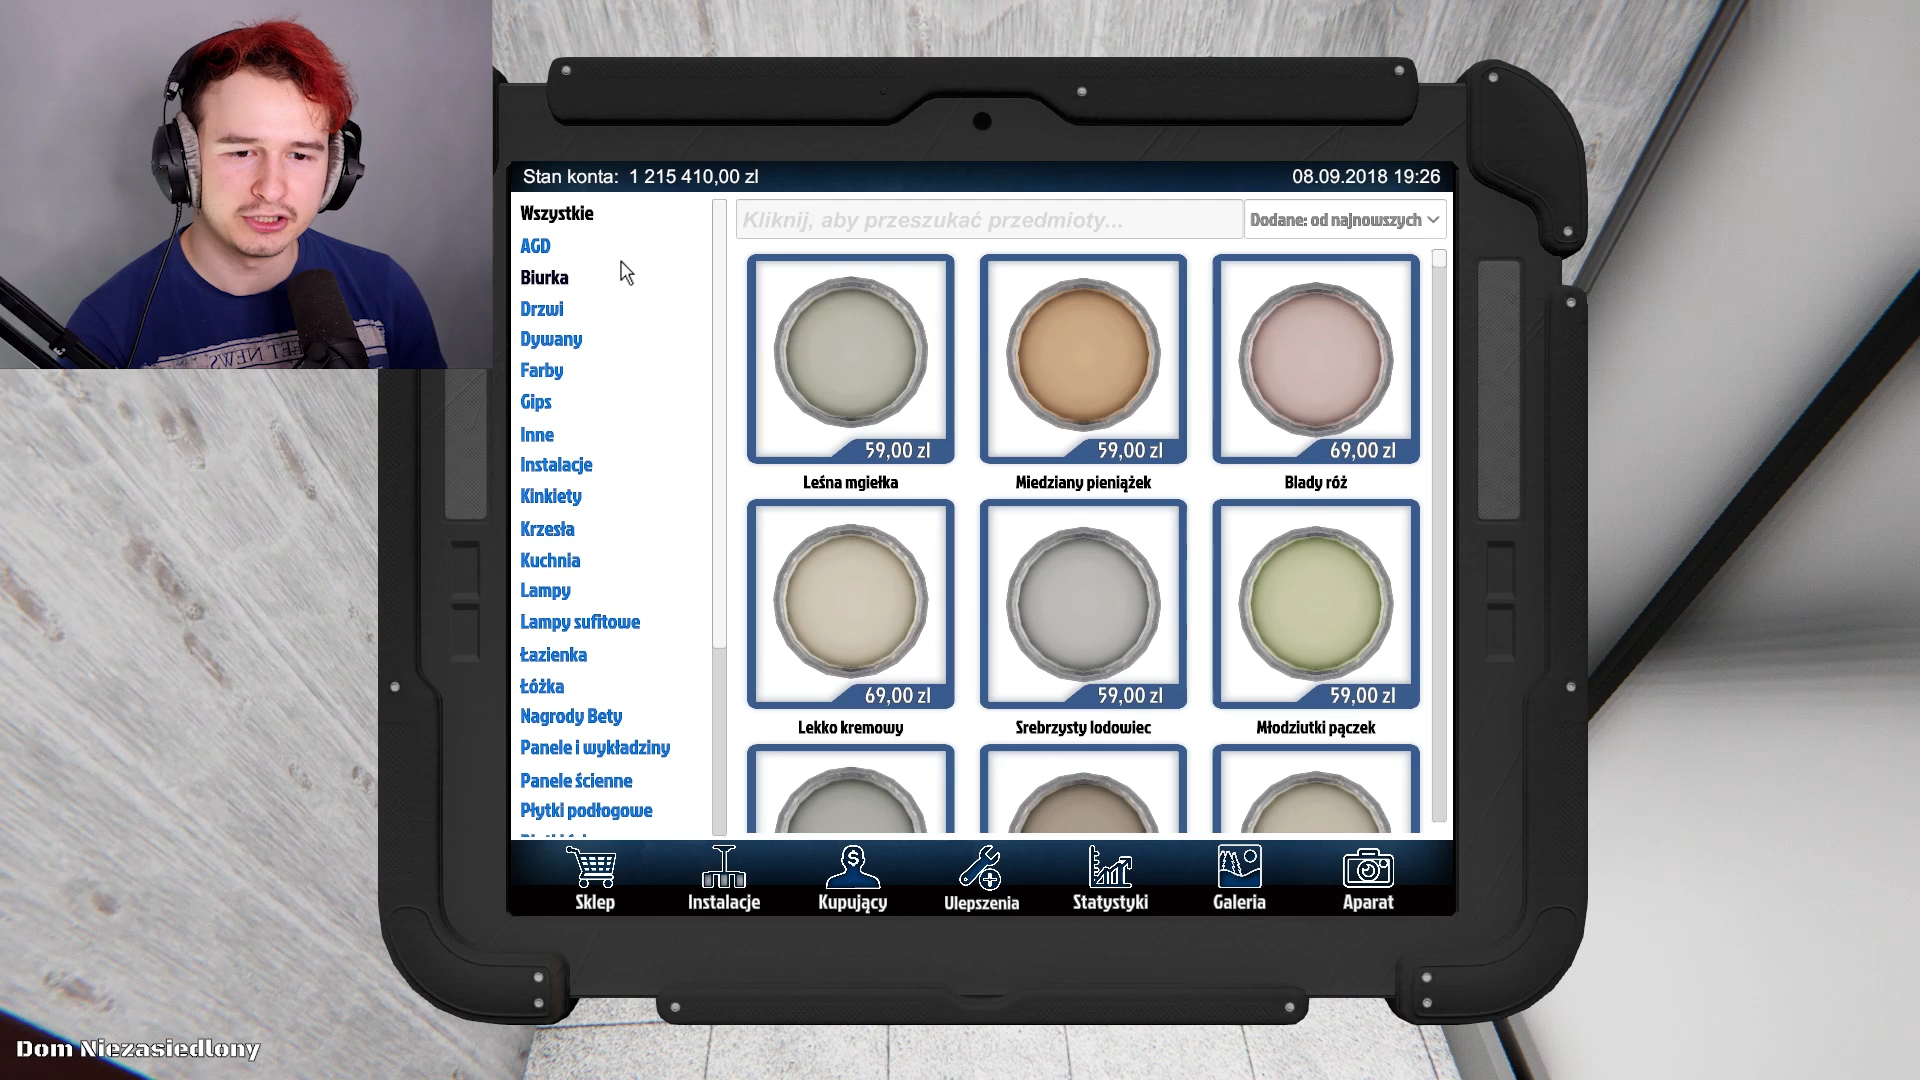 Stan konta: 1 215 410,00 zl
08.09.2018 19:26
Wszystkie
AGD
Biurka
Drzwi
Dywany
Farby
Gips
Inne
Instalacje
Kinkiety
Krzesła
Kuchnia
Lampy
Lampy sufitowe
Łazienka
Łóżka
Nagrody Bety
Panele i wykładziny
Panele ścienne
Płytki podłogowe
Kliknij, aby przeszukać przedmioty...
Dodane: od najnowszych
59,00 zl
59,00 zl
69,00 zl
Leśna mgiełka
Miedziany pieniążek
Blady róż
69,00 zl
59,00 zl
59,00 zl
Lekko kremowy
Srebrzysty lodowiec
Młodziutki pączek
Sklep
Instalacje
Kupujący
Ulepszenia
Statystyki
Galeria
Aparat
Dom Niezasiedlony